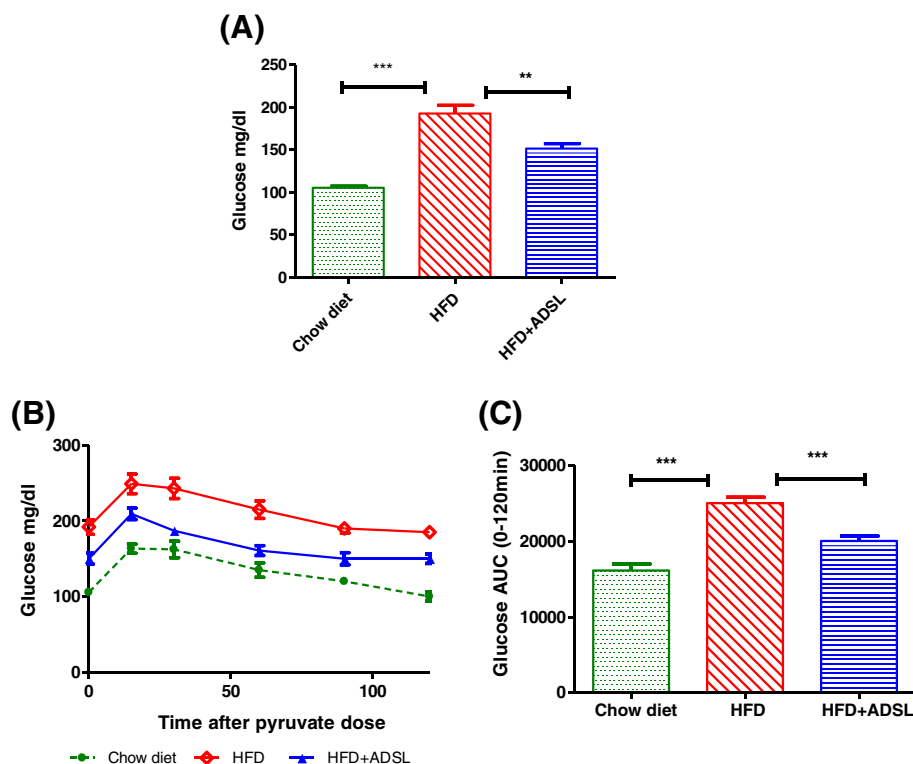 (A)
250
200
150
100
50
0
Glucose mg/dl
***
**
Chow diet
HFD
HFD+ADSL
(B)
300
200
100
0
Glucose mg/dl
0 50 100
Time after pyruvate dose
Chow diet HFD HFD+ADSL
(C)
30000
20000
10000
0
Glucose AUC (0-120min)
*** ***
Chow diet HFD HFD+ADSL